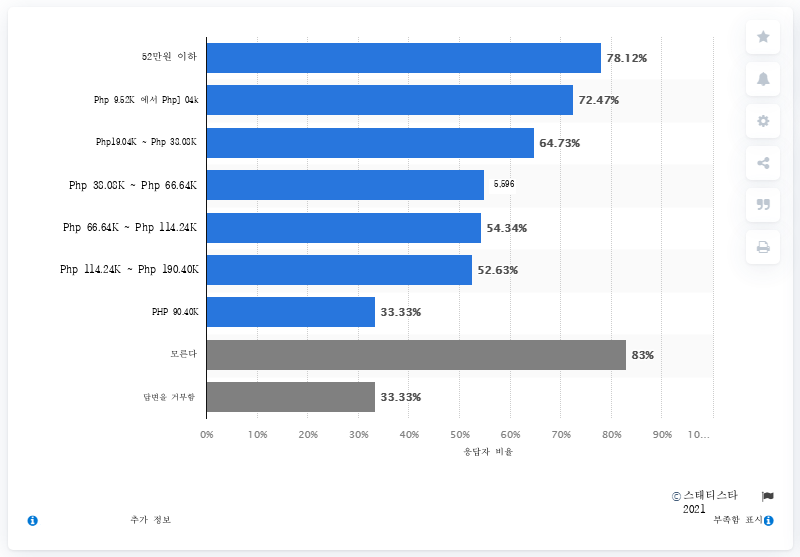 52만원 이하
78.12%
Php 9.52K 에서 Php] 04k
72.47%
Php19.04K ~ Php 38.08K
64.73%
Php 38.08K ~ Php 66.64K
5,596
Php 66.64K ~ Php 114.24K
54.34%
Php 114.24K ~ Php 190.40K
52.63%
PHP 90.40K
33.33%
모른다
83%
답변을 거부함
33.33%
0% 10% 20% 30% 40% 50% 60% 70% 80% 90% 10...
응답자 비율
© 스태티스타
2021
추가 정보
부족함 표시